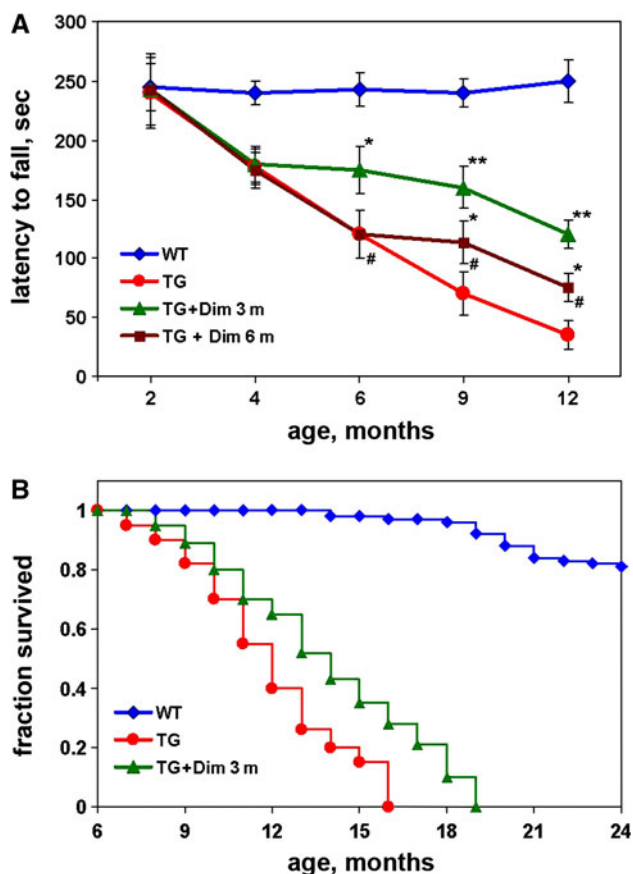 A
300
250
200
150
100
50
0
latency to fall, sec
*
**
**
*
*
#
#
#
WT
TG
TG+Dim 3 m
TG + Dim 6 m
2 4 6 9 12
age, months
B
1
0.8
0.6
0.4
0.2
0
fraction survived
WT
TG
TG+Dim 3 m
6 9 12 15 18 21 24
age, months